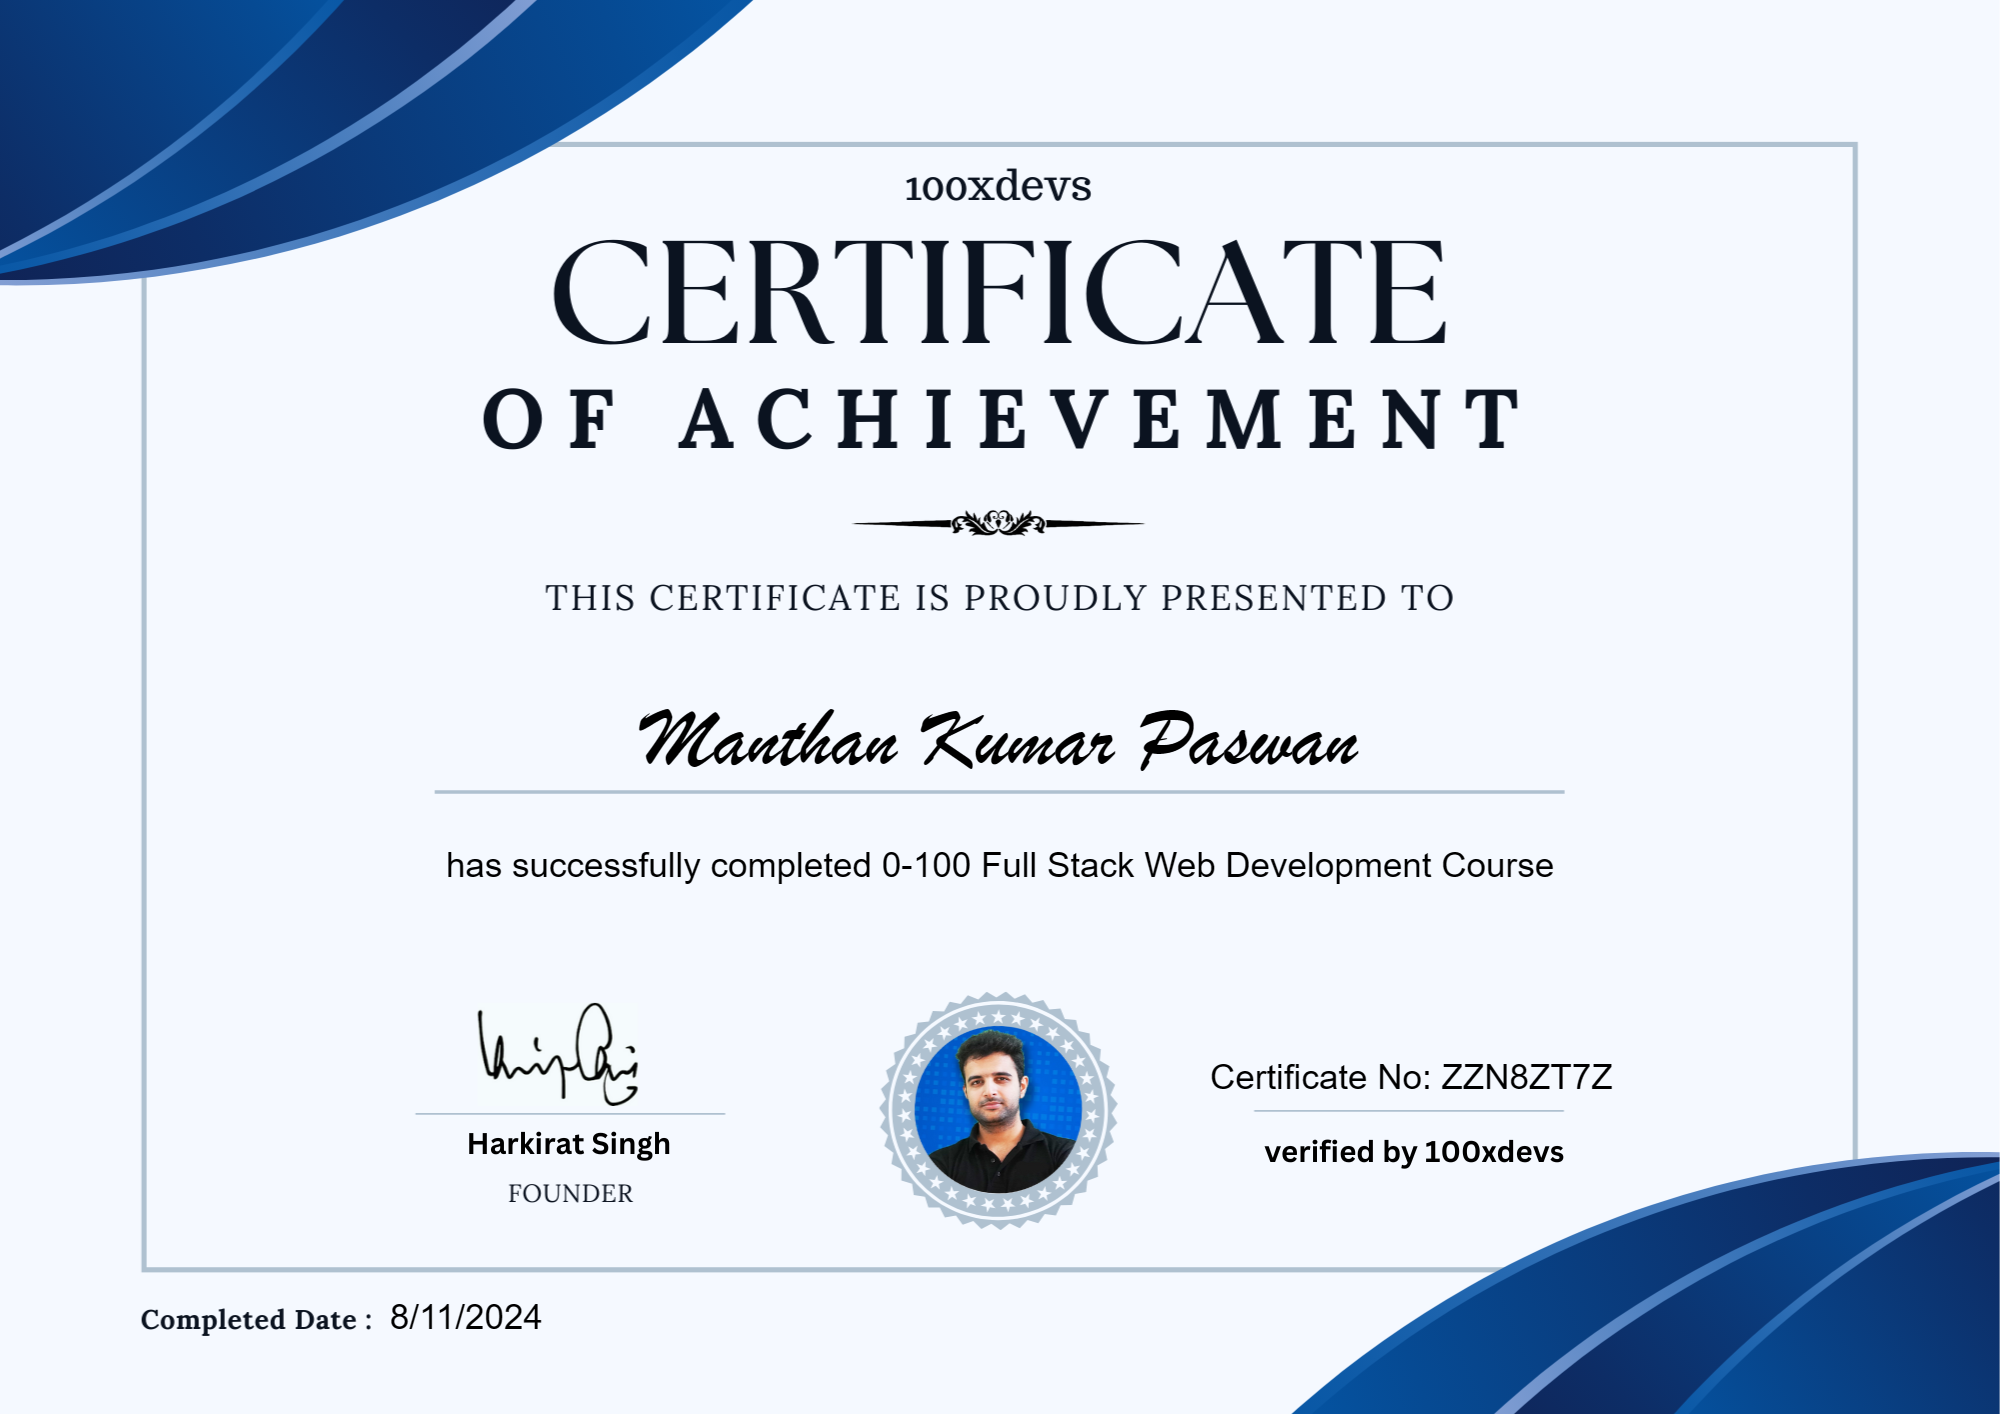 100xdevs
CERTIFICATE
OF ACHIEVEMENT
THIS CERTIFICATE IS PROUDLY PRESENTED TO
Manthan Kumar Paswan
has successfully completed 0-100 Full Stack Web Development Course
Harkirat Singh
FOUNDER
Certificate No: ZZN8ZT7Z
verified by 100xdevs
Completed Date : 8/11/2024